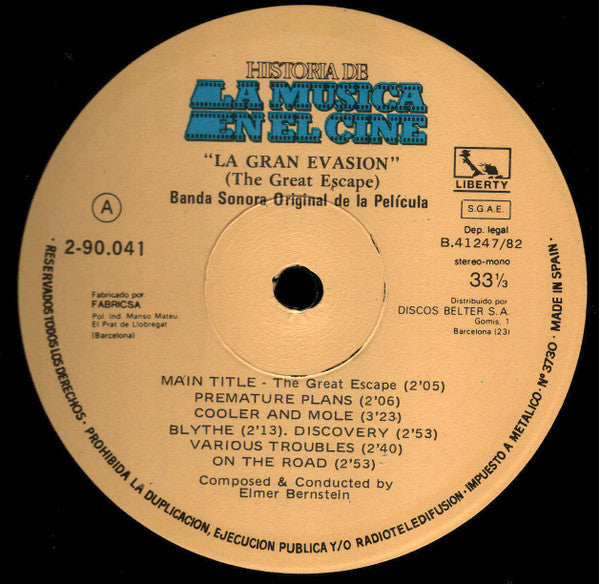 HISTORIA DE
LA MUSICA
EN EL CINE
"LA GRAN EVASION"
(The Great Escape)
Banda Sonora Original de la Película
LIBERTY
S.G.A.E.
A
2-90.041
Dep. legal
B.41247/82
stereo-mono
33⅓
Fabricado por
FABRICSA
Pol. Ind. Manso Mateu
El Prat de Llobregat
(Barcelona)
Distribuido por
DISCOS BELTER S.A.
Gomis, 1
Barcelona (23)
MAIN TITLE - The Great Escape (2'05)
PREMATURE PLANS (2'06)
COOLER AND MOLE (3'23)
BLYTHE (2'13). DISCOVERY (2'53)
VARIOUS TROUBLES (2'40)
ON THE ROAD (2'53)
Composed & Conducted by
Elmer Bernstein
· RESERVADOS TODOS LOS DERECHOS · PROHIBIDA LA DUPLICACION, EJECUCION PUBLICA Y/O RADIOTELEDIFUSION · IMPUESTO A METALICO · Nº 3730 · MADE IN SPAIN ·